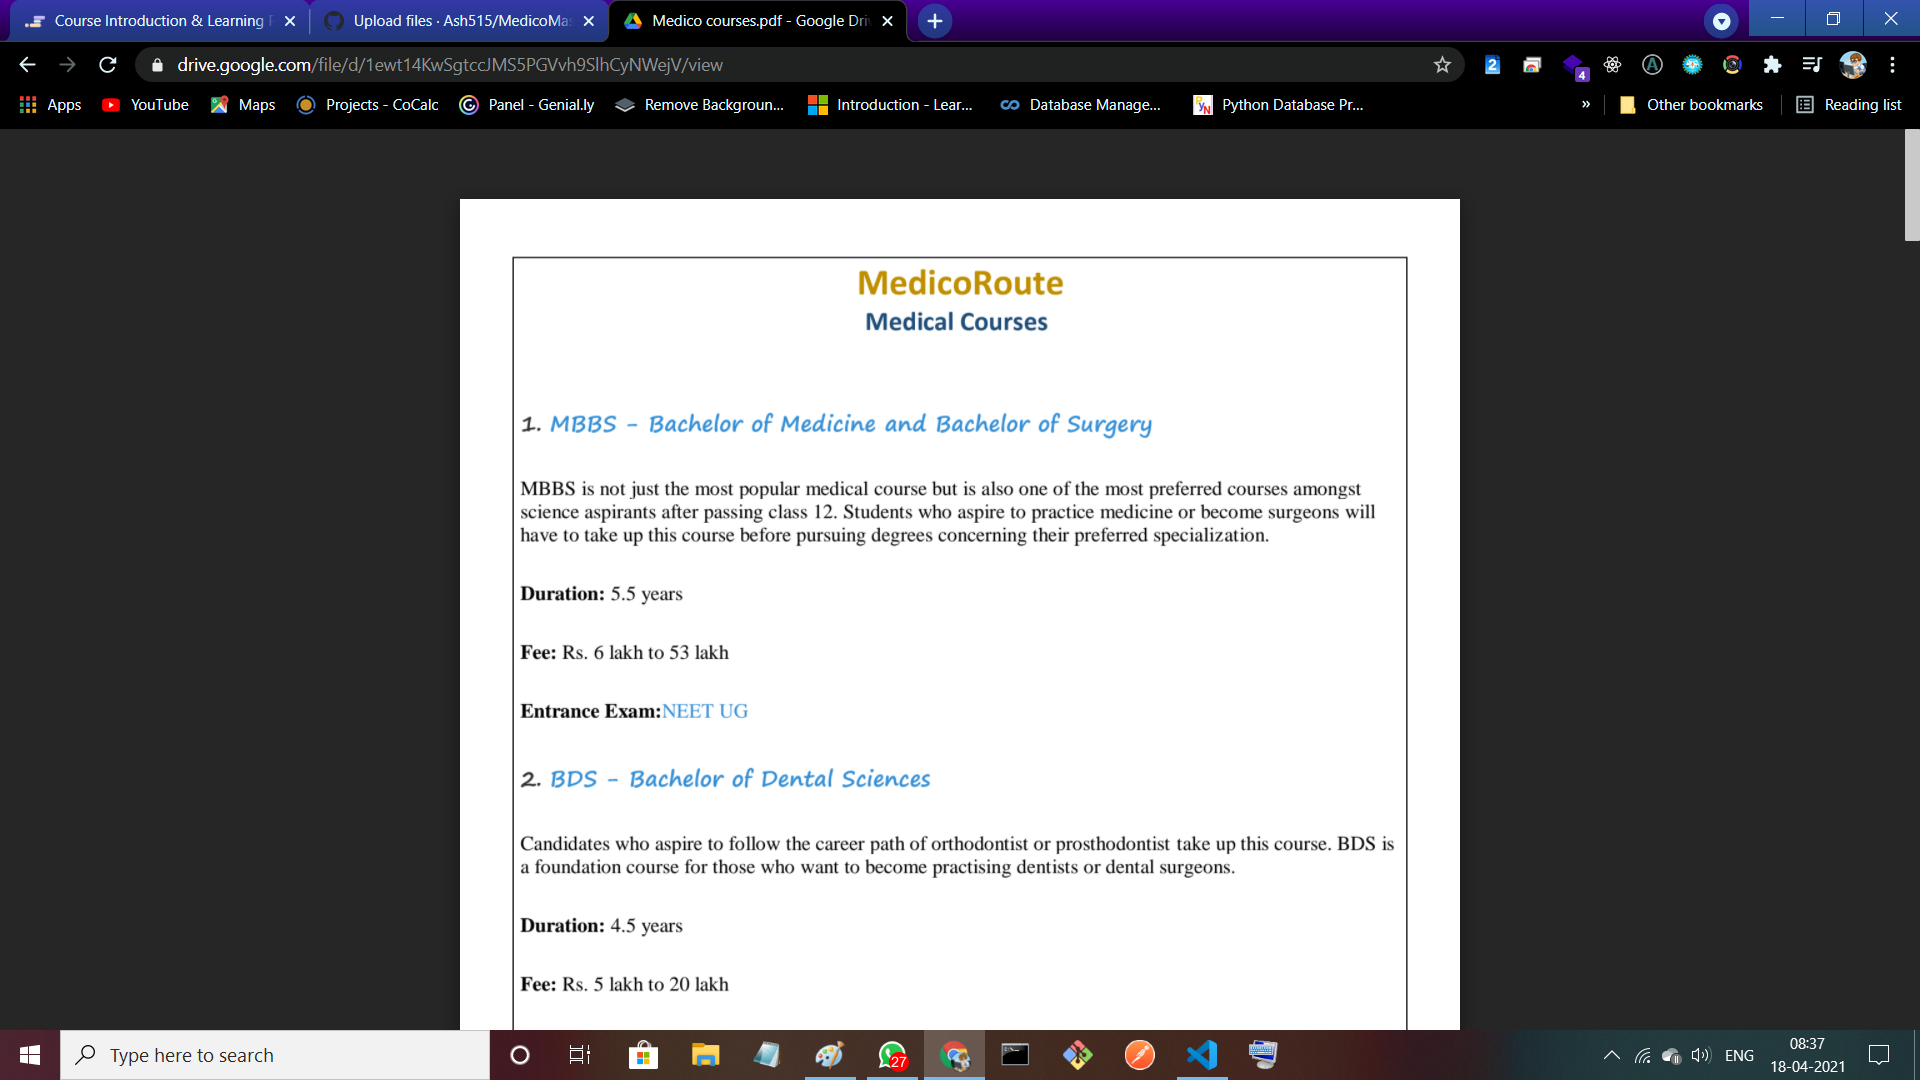 Course Introduction & Learning
Upload files · Ash515/MedicoMas
Medico courses.pdf - Google Dri
drive.google.com/file/d/1ewt14KwSgtccJMS5PGVvh9SlhCyNWejV/view
2
4
Apps
YouTube
Maps
Projects - CoCalc
Panel - Genial.ly
Remove Backgroun...
Introduction - Lear...
Database Manage...
Python Database Pr...
»
Other bookmarks
Reading list
MedicoRoute
Medical Courses
1. MBBS - Bachelor of Medicine and Bachelor of Surgery
MBBS is not just the most popular medical course but is also one of the most preferred courses amongst
science aspirants after passing class 12. Students who aspire to practice medicine or become surgeons will
have to take up this course before pursuing degrees concerning their preferred specialization.
Duration: 5.5 years
Fee: Rs. 6 lakh to 53 lakh
Entrance Exam:NEET UG
2. BDS - Bachelor of Dental Sciences
Candidates who aspire to follow the career path of orthodontist or prosthodontist take up this course. BDS is
a foundation course for those who want to become practising dentists or dental surgeons.
Duration: 4.5 years
Fee: Rs. 5 lakh to 20 lakh
Type here to search
27
ENG
08:37
18-04-2021